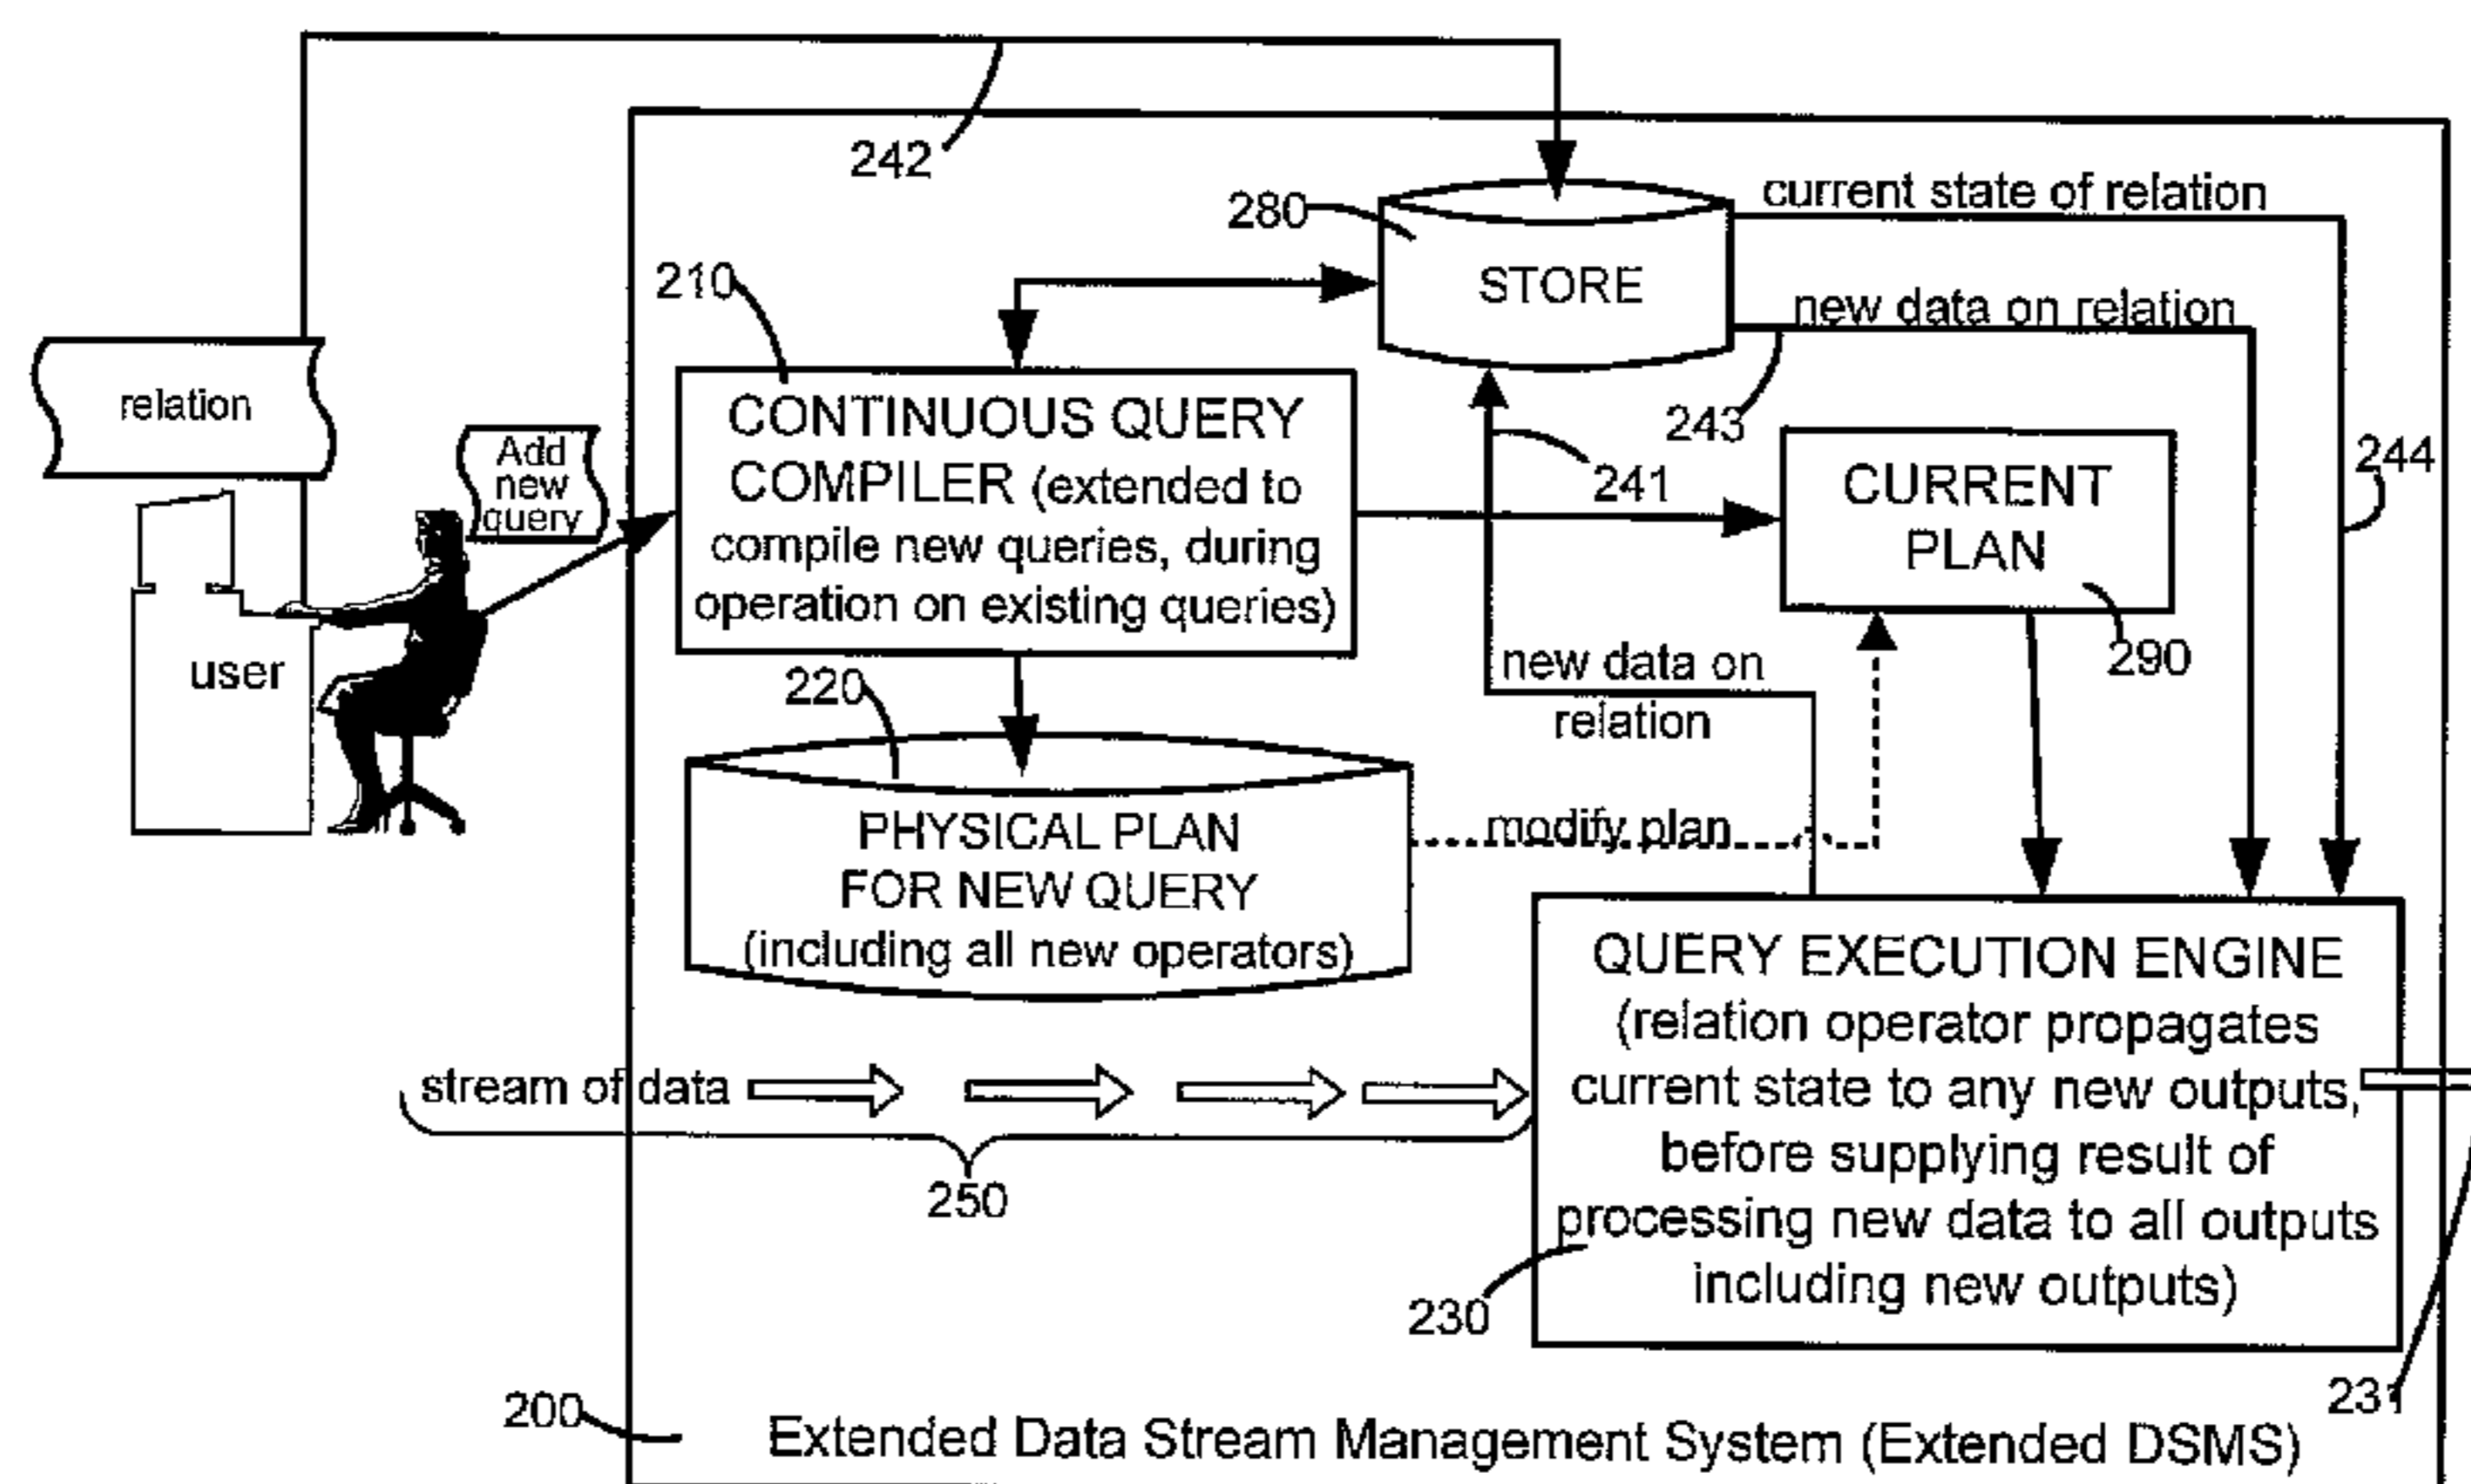 242
current state of relation
280
STORE
210
new data on relation
relation
243
Add
new
query
CONTINUOUS QUERY
COMPILER (extended to
compile new queries, during
operation on existing queries)
241
CURRENT
PLAN
244
290
user
220
new data on
relation
PHYSICAL PLAN
FOR NEW QUERY
(including all new operators)
modify plan
QUERY EXECUTION ENGINE
(relation operator propagates
current state to any new outputs,
before supplying result of
processing new data to all outputs
including new outputs)
stream of data
250
230
231
200
Extended Data Stream Management System (Extended DSMS)